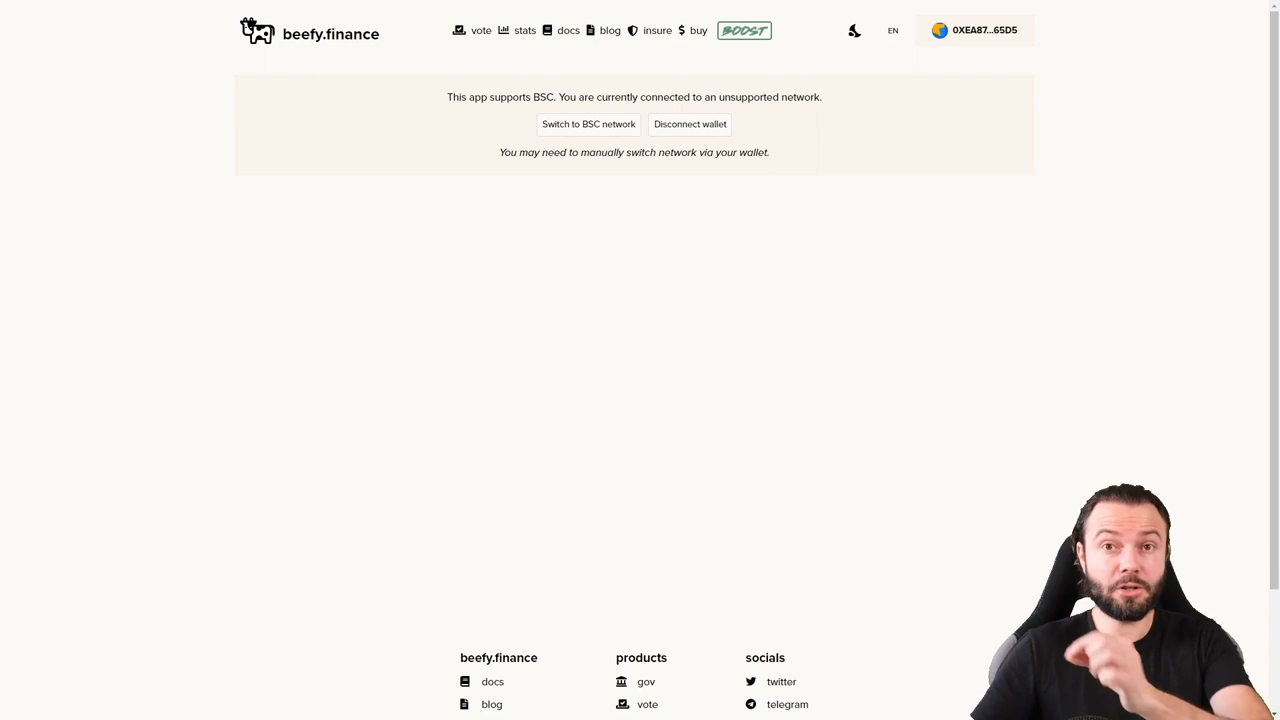 beefy.finance
vote stats docs blog insure buy BOOST
EN
0XEA87...65D5
This app supports BSC. You are currently connected to an unsupported network.
Switch to BSC network Disconnect wallet
You may need to manually switch network via your wallet.
beefy.finance products socials
docs gov twitter
blog vote telegram